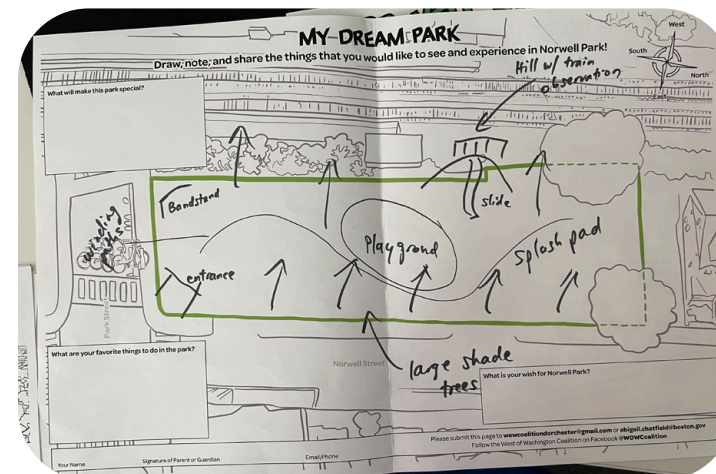 MY DREAM PARK
Draw, note, and share the things that you would like to see and experience in Norwell Park!
West
South
North
East
Hill w/ train
observation
What will make this park special?
Bandstand
slide
winding
paths
Playground
splash pad
entrance
Park Street
What are your favorite things to do in the park?
Norwell Street
large shade
trees
What is your wish for Norwell Park?
Please submit this page to wowcoalitiondorchester@gmail.com or abigail.chatfield@boston.gov
Follow the West of Washington Coalition on Facebook @WOWCoalition
Your Name
Signature of Parent or Guardian
Email/Phone